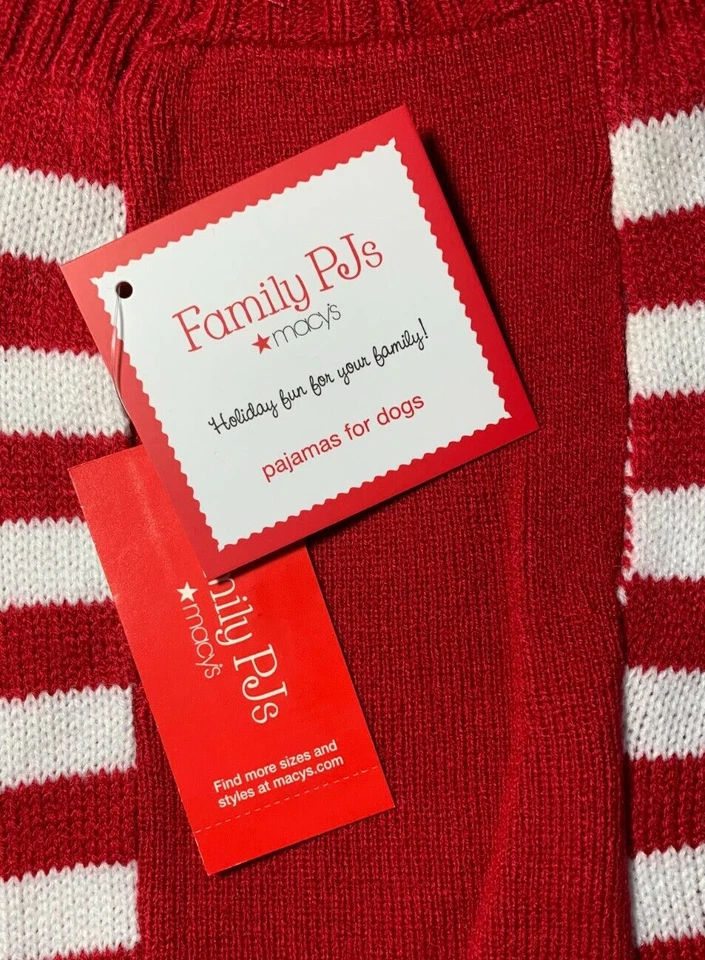 Family PJs
macy's
Holiday fun for your family!
pajamas for dogs
mily PJs
macy's
Find more sizes and
styles at macys.com